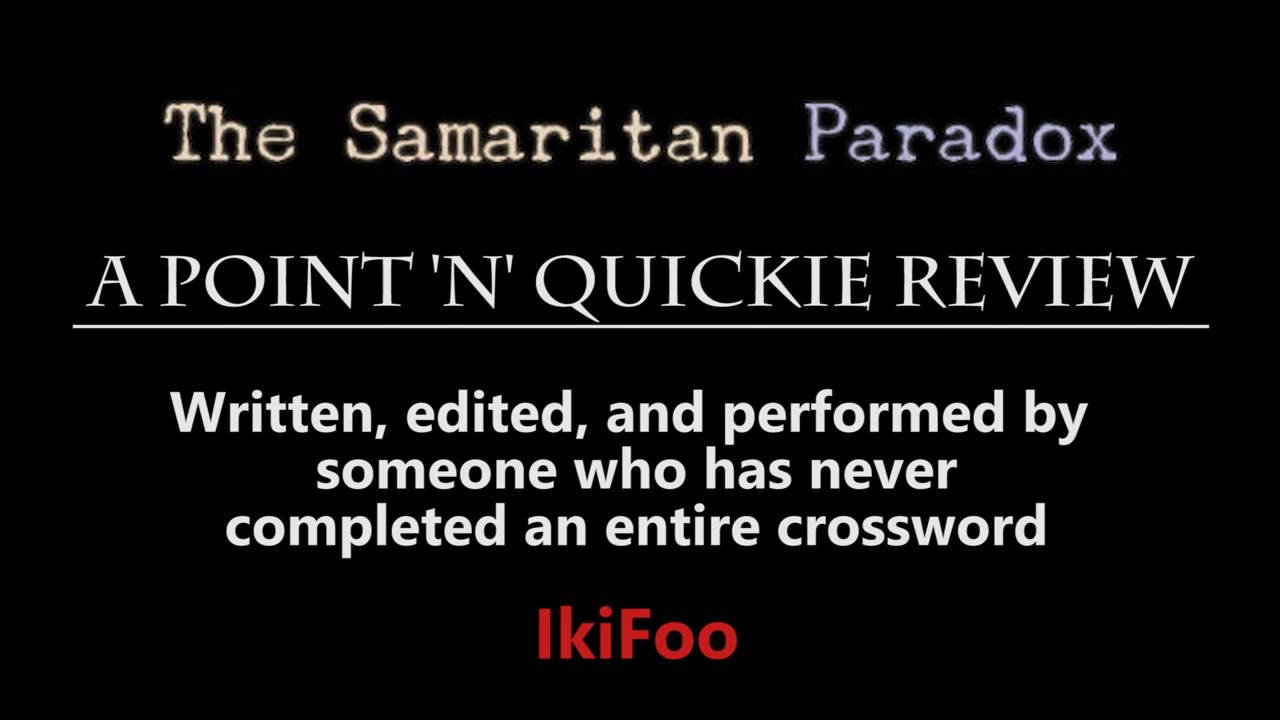 The Samaritan Paradox
A POINT 'N' QUICKIE REVIEW
Written, edited, and performed by
someone who has never
completed an entire crossword
IkiFoo